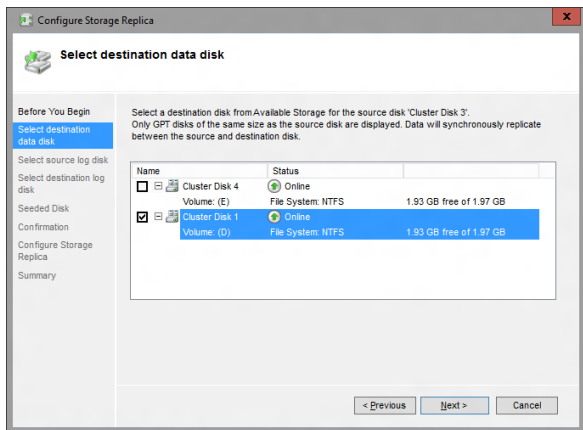 Configure Storage Replica
x
Select destination data disk
Before You Begin
Select destination
data disk
Select source log disk
Select destination log
disk
Seeded Disk
Confirmation
Configure Storage
Replica
Summary
Select a destination disk from Available Storage for the source disk 'Cluster Disk 3'.
Only GPT disks of the same size as the source disk are displayed. Data will synchronously replicate
between the source and destination disk.
Name Status
Cluster Disk 4 Online
Volume: (E) File System: NTFS 1.93 GB free of 1.97 GB
Cluster Disk 1 Online
Volume: (D) File System: NTFS 1.93 GB free of 1.97 GB
< Previous Next > Cancel